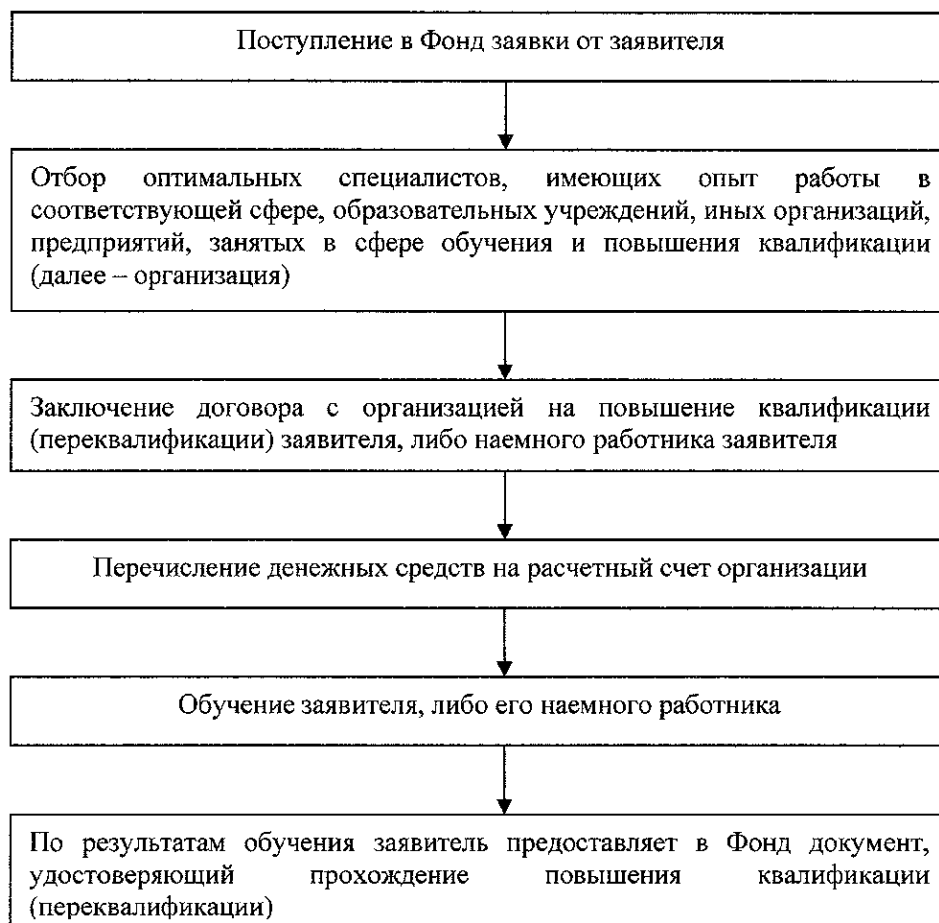 Поступление в Фонд заявки от заявителя
Отбор оптимальных специалистов, имеющих опыт работы в
соответствующей сфере, образовательных учреждений, иных организаций,
предприятий, занятых в сфере обучения и повышения квалификации
(далее – организация)
Заключение договора с организацией на повышение квалификации
(переквалификации) заявителя, либо наемного работника заявителя
Перечисление денежных средств на расчетный счет организации
Обучение заявителя, либо его наемного работника
По результатам обучения заявитель предоставляет в Фонд документ,
удостоверяющий прохождение повышения квалификации
(переквалификации)